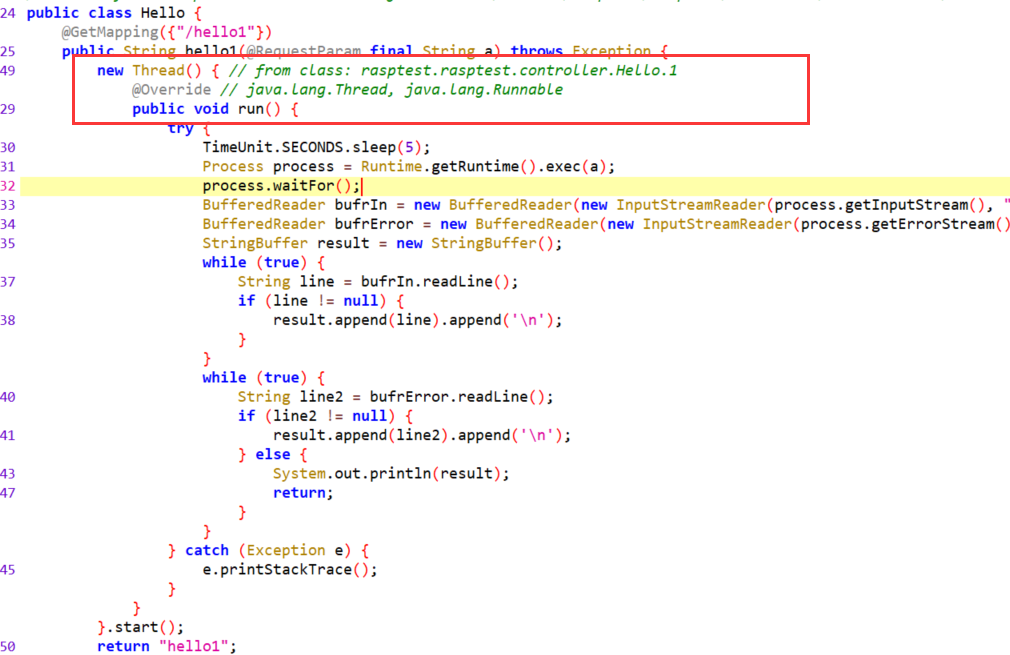 24 public class Hello {
@GetMapping({"/hello1"})
25 public String hello1(@RequestParam final String a) throws Exception {
49 new Thread() { // from class: rasptest.rasptest.controller.Hello.1
@Override // java.lang.Thread, java.lang.Runnable
29 public void run() {
try {
30 TimeUnit.SECONDS.sleep(5);
31 Process process = Runtime.getRuntime().exec(a);
32 process.waitFor();
33 BufferedReader bufrIn = new BufferedReader(new InputStreamReader(process.getInputStream(), "
34 BufferedReader bufrError = new BufferedReader(new InputStreamReader(process.getErrorStream()
35 StringBuffer result = new StringBuffer();
while (true) {
37 String line = bufrIn.readLine();
if (line != null) {
38 result.append(line).append('\n');
}
}
while (true) {
40 String line2 = bufrError.readLine();
if (line2 != null) {
41 result.append(line2).append('\n');
} else {
43 System.out.println(result);
47 return;
}
}
} catch (Exception e) {
45 e.printStackTrace();
}
}
}.start();
50 return "hello1";